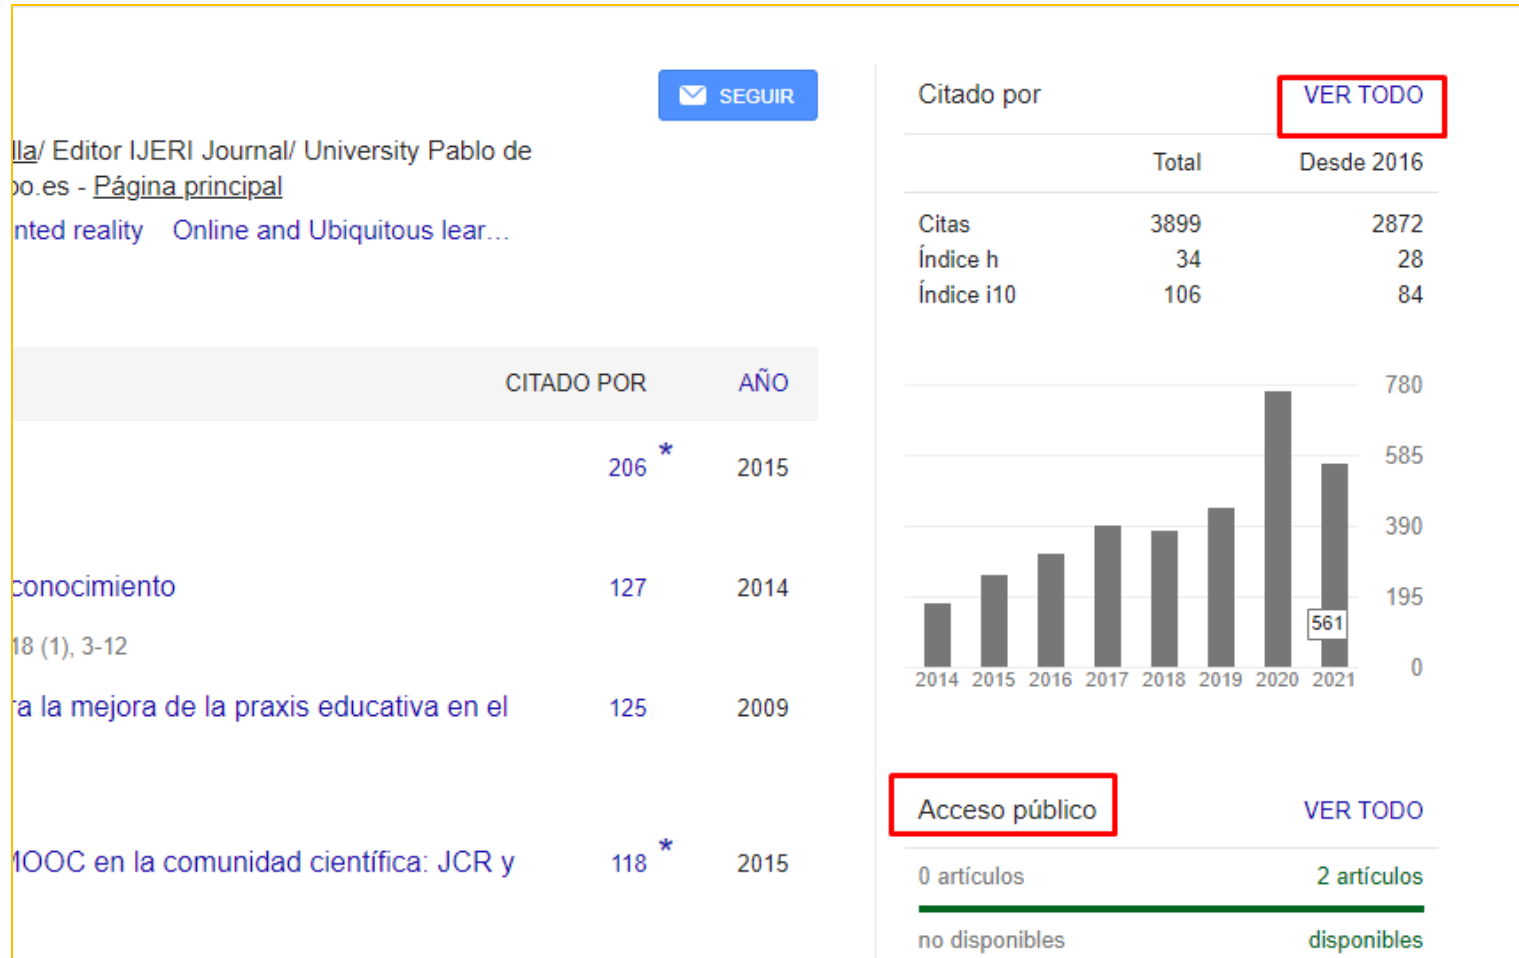 SEGUIR
lla/ Editor IJERI Journal/ University Pablo de
oo.es - Página principal
nted reality Online and Ubiquitous lear...
CITADO POR AÑO
206 * 2015
conocimiento 127 2014
18 (1), 3-12
ra la mejora de la praxis educativa en el 125 2009
MOOC en la comunidad científica: JCR y 118 * 2015
Citado por VER TODO
Total Desde 2016
Citas 3899 2872
Índice h 34 28
Índice i10 106 84
780
585
390
195
561
0
2014 2015 2016 2017 2018 2019 2020 2021
Acceso público VER TODO
0 artículos 2 artículos
no disponibles disponibles